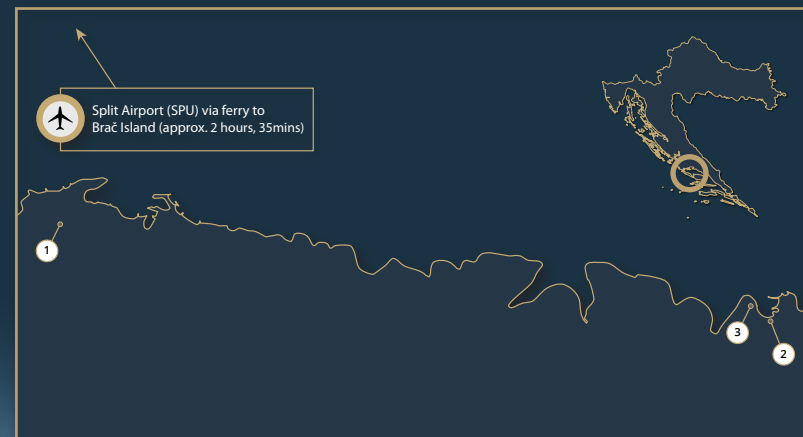 Split Airport (SPU) via ferry to
Brač Island (approx. 2 hours, 35mins)
1
3
2